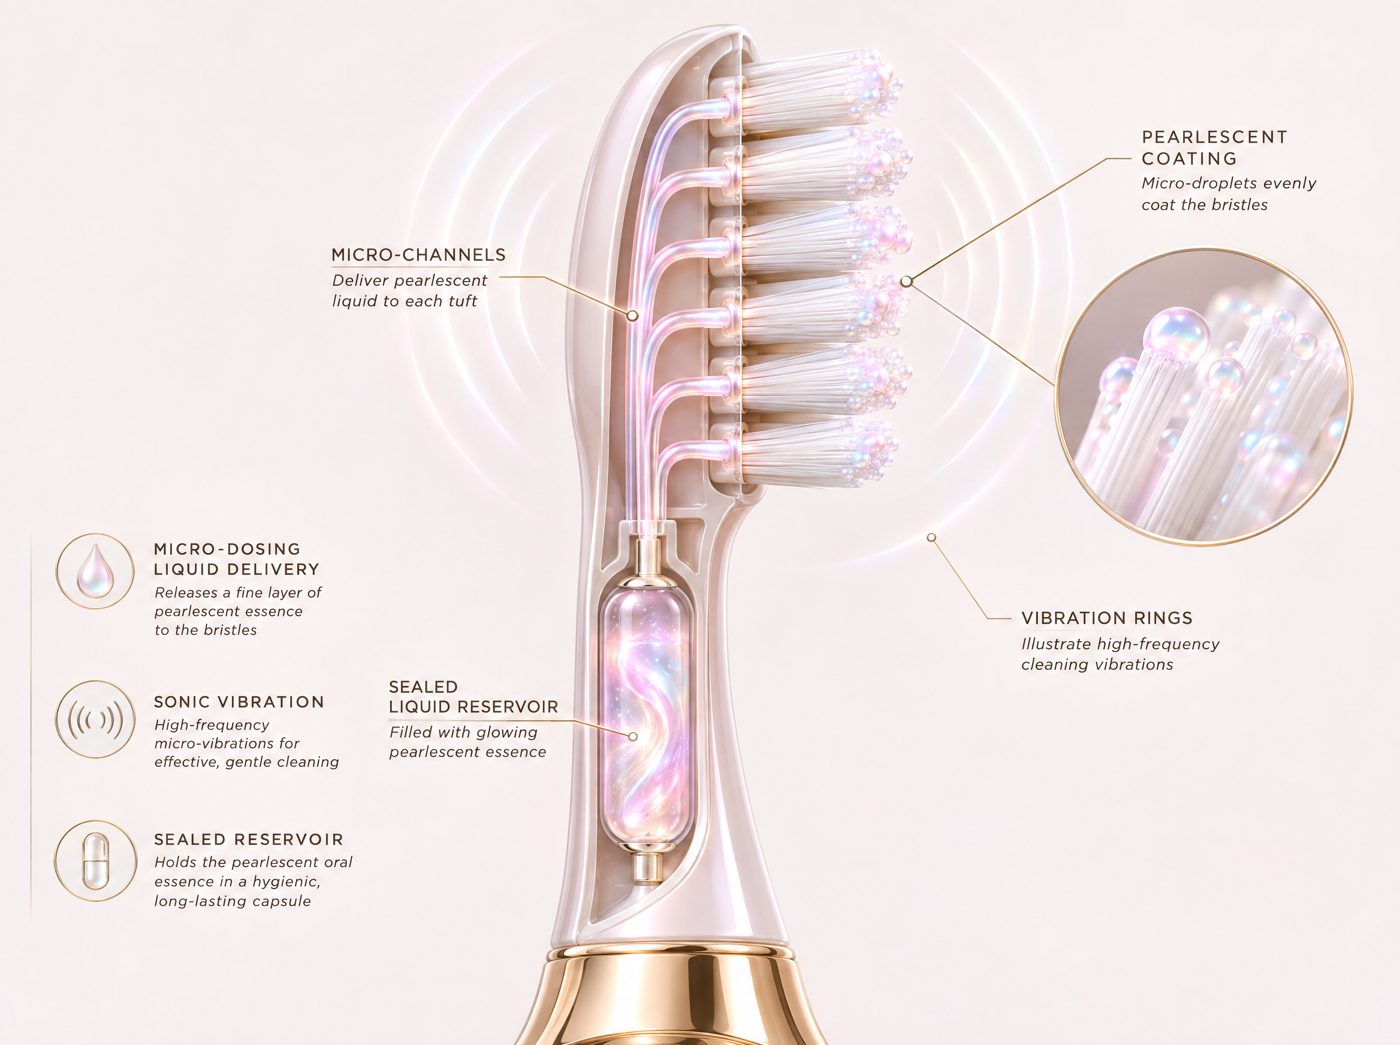 PEARLESCENT
COATING
Micro-droplets evenly
coat the bristles
MICRO-CHANNELS
Deliver pearlescent
liquid to each tuft
MICRO-DOSING
LIQUID DELIVERY
Releases a fine layer of
pearlescent essence
to the bristles
VIBRATION RINGS
Illustrate high-frequency
cleaning vibrations
SONIC VIBRATION
High-frequency
micro-vibrations for
effective, gentle cleaning
SEALED
LIQUID RESERVOIR
Filled with glowing
pearlescent essence
SEALED RESERVOIR
Holds the pearlescent oral
essence in a hygienic,
long-lasting capsule